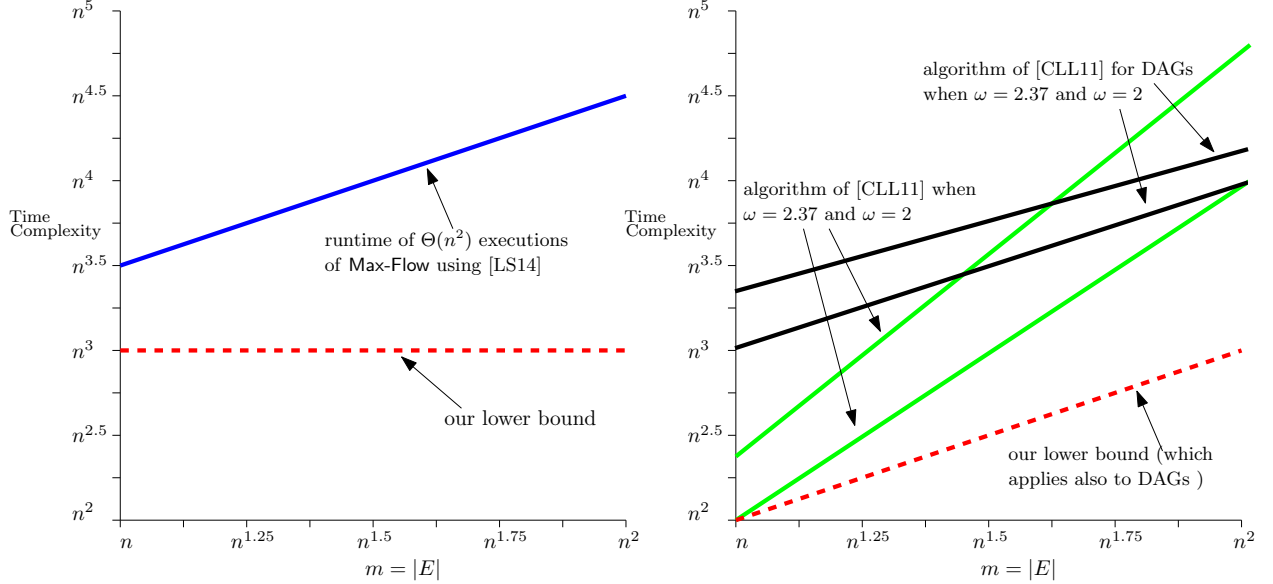 n^5
n^4.5
n^4
Time
Complexity
n^3.5
n^3
n^2.5
n^2
runtime of Θ(n^2) executions
of Max-Flow using [LS14]
our lower bound
n
n^1.25
n^1.5
n^1.75
n^2
m = |E|
n^5
n^4.5
n^4
Time
Complexity
n^3.5
n^3
n^2.5
n^2
algorithm of [CLL11] for DAGs
when ω = 2.37 and ω = 2
algorithm of [CLL11] when
ω = 2.37 and ω = 2
our lower bound (which
applies also to DAGs )
n
n^1.25
n^1.5
n^1.75
n^2
m = |E|